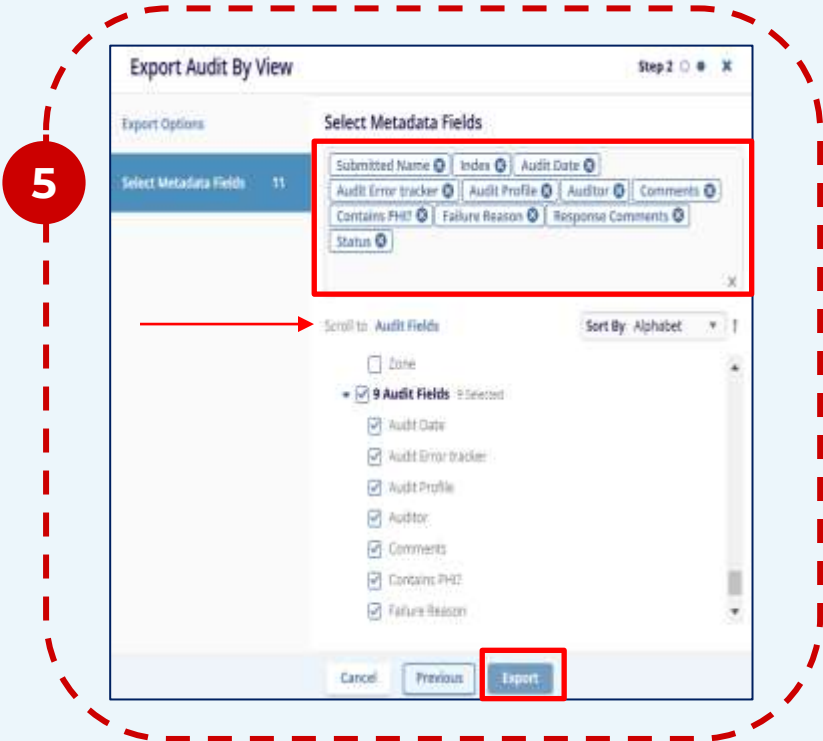 5
Export Audit By View
Step 2
X
Export Options
Select Metadata Fields 11
Select Metadata Fields
Submitted Name Index Audit Date
Audit Error tracker Audit Profile Auditor Comments
Contains PHI? Failure Reason Response Comments
Status
X
Scroll to Audit Fields
Sort By Alphabet
Zone
9 Audit Fields 9 Selected
Audit Date
Audit Error tracker
Audit Profile
Auditor
Comments
Contains PHI?
Failure Reason
Cancel Previous Export